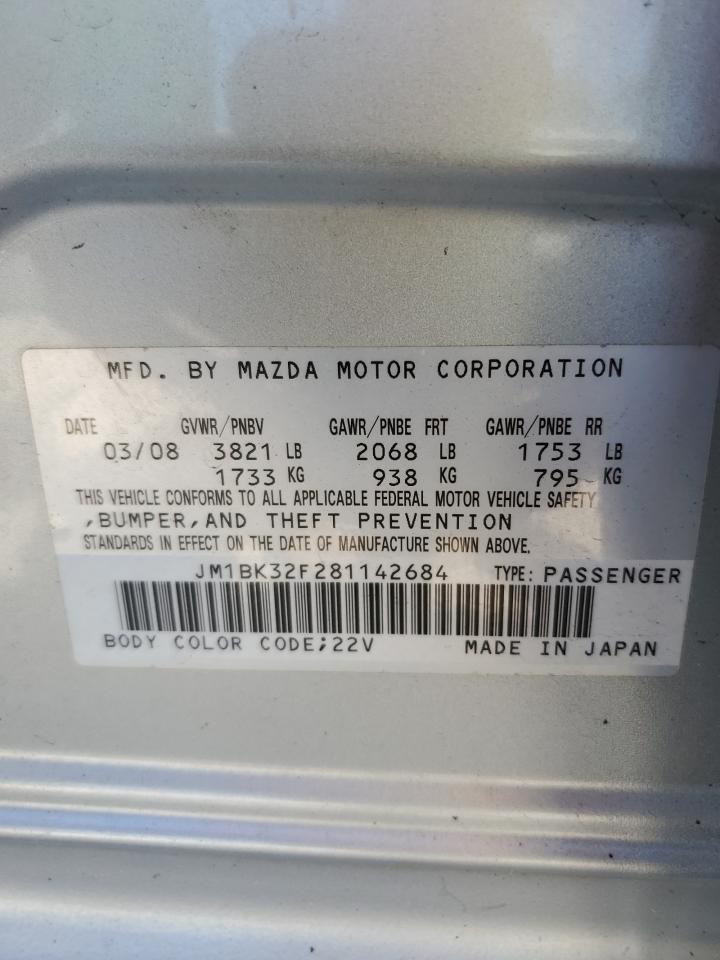 MFD. BY MAZDA MOTOR CORPORATION
DATE GVWR/PNBV GAWR/PNBE FRT GAWR/PNBE RR
03/08 3821 LB 2068 LB 1753 LB
1733 KG 938 KG 795 KG
THIS VEHICLE CONFORMS TO ALL APPLICABLE FEDERAL MOTOR VEHICLE SAFETY
,BUMPER,AND THEFT PREVENTION
STANDARDS IN EFFECT ON THE DATE OF MANUFACTURE SHOWN ABOVE.
JM1BK32F281142684 TYPE: PASSENGER
BODY COLOR CODE;22V MADE IN JAPAN